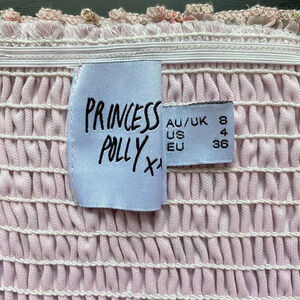 PRINCESS
POLLY xx
AU/UK 8
US 4
EU 36